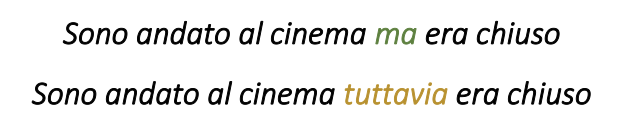 Sono andato al cinema ma era chiuso
Sono andato al cinema tuttavia era chiuso